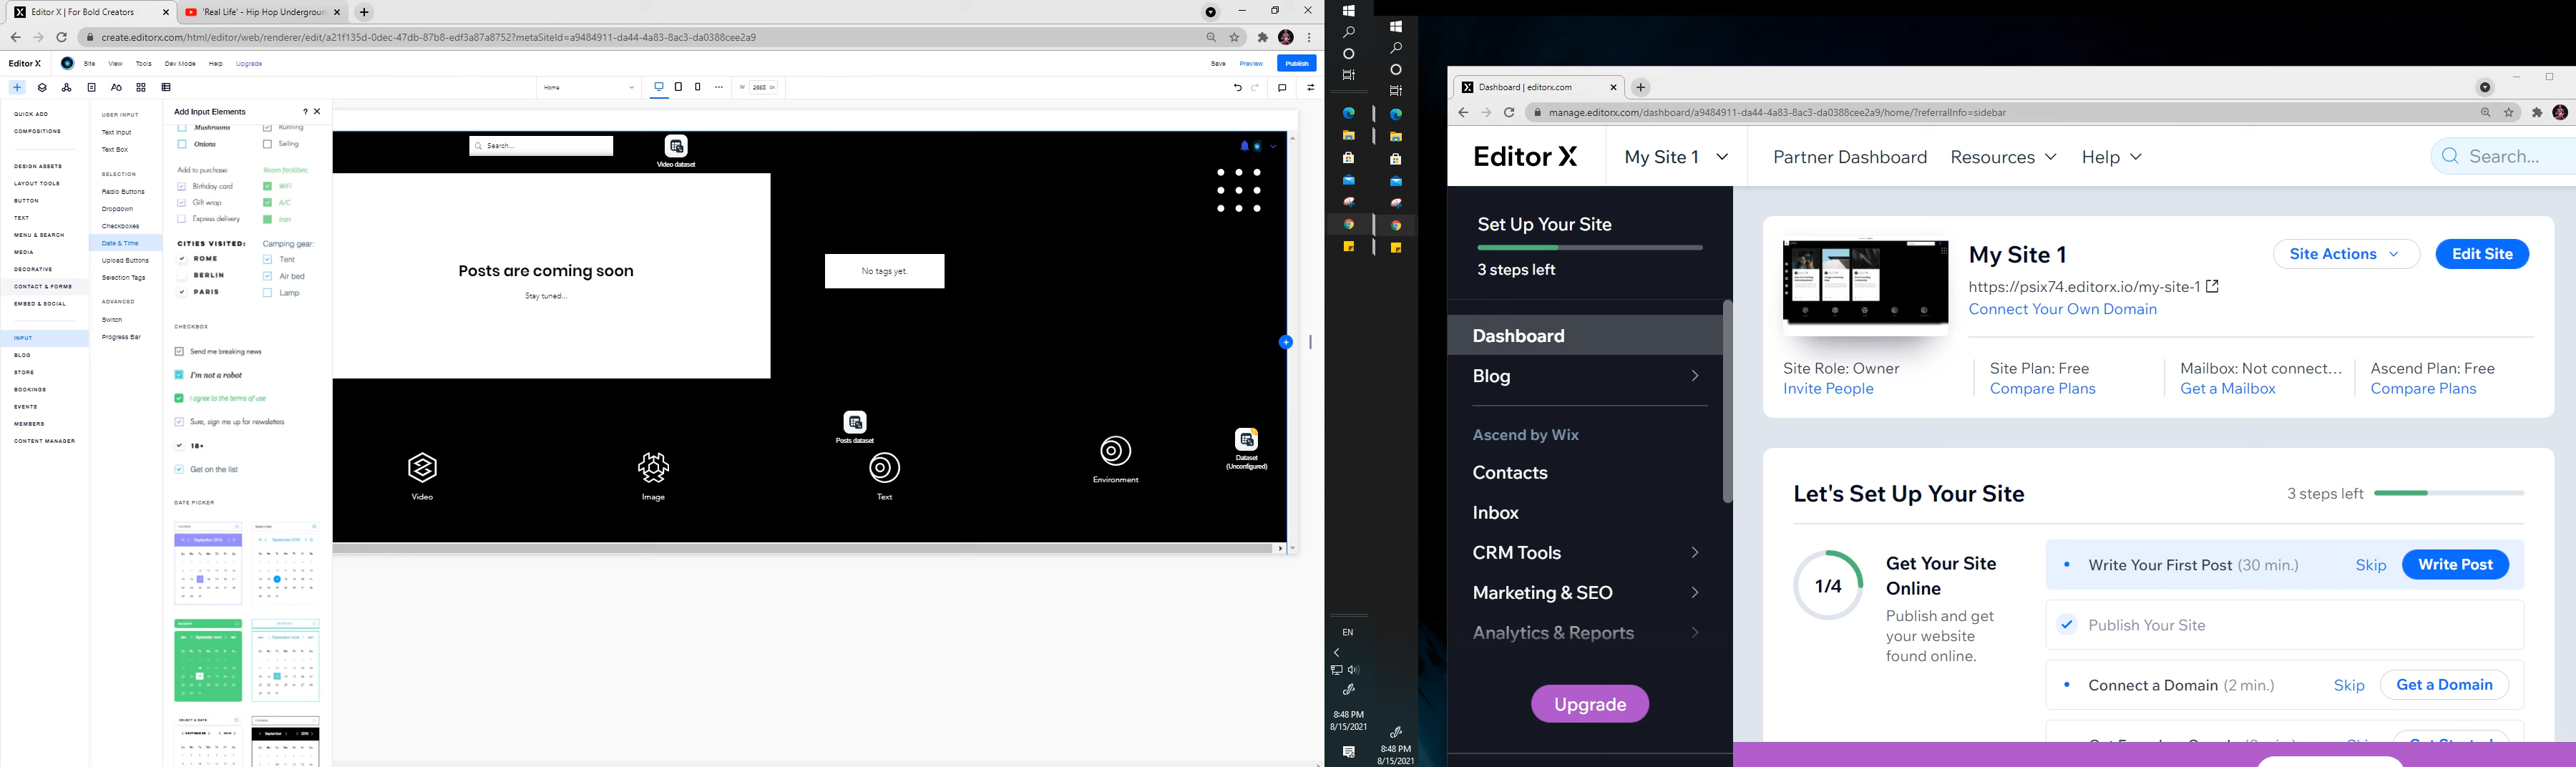 Editor X | For Bold Creators
'Real Life' - Hip Hop Undergroun
create.editorx.com/html/editor/web/renderer/edit/a21f135d-0dec-47db-87b8-edf3a87a8752?metaSiteId=a9484911-da44-4a83-8ac3-da0388cee2a9
Editor X
Site
View
Tools
Dev Mode
Help
Upgrade
Save
Preview
Publish
Home
W
2085
QUICK ADD
COMPOSITIONS
DESIGN ASSETS
LAYOUT TOOLS
BUTTON
TEXT
MENU & SEARCH
MEDIA
DECORATIVE
CONTACT & FORMS
EMBED & SOCIAL
INPUT
BLOG
STORE
BOOKINGS
EVENTS
MEMBERS
CONTENT MANAGER
USER INPUT
Text Input
Text Box
SELECTION
Radio Buttons
Dropdown
Checkboxes
Date & Time
Upload Buttons
Selection Tags
ADVANCED
Switch
Progress Bar
Add Input Elements
?
Mushrooms
Onions
Running
Sailing
Add to purchase:
Birthday card
Gift wrap
Express delivery
Room facilities:
WiFi
A/C
Iron
CITIES VISITED:
ROME
BERLIN
PARIS
Camping gear:
Tent
Air bed
Lamp
CHECKBOX
Send me breaking news
I'm not a robot
I agree to the terms of use
Sure, sign me up for newsletters
18+
Get on the list
DATE PICKER
Search...
Video dataset
Posts are coming soon
Stay tuned...
No tags yet.
Posts dataset
Dataset
(Unconfigured)
Video
Image
Text
Environment
EN
8:48 PM
8/15/2021
8:48 PM
8/15/2021
Dashboard | editorx.com
manage.editorx.com/dashboard/a9484911-da44-4a83-8ac3-da0388cee2a9/home/?referralInfo=sidebar
Editor X
My Site 1
Partner Dashboard
Resources
Help
Search...
Set Up Your Site
3 steps left
Dashboard
Blog
Ascend by Wix
Contacts
Inbox
CRM Tools
Marketing & SEO
Analytics & Reports
Upgrade
My Site 1
https://psix74.editorx.io/my-site-1
Connect Your Own Domain
Site Actions
Edit Site
Site Role: Owner
Invite People
Site Plan: Free
Compare Plans
Mailbox: Not connect...
Get a Mailbox
Ascend Plan: Free
Compare Plans
Let's Set Up Your Site
3 steps left
1/4
Get Your Site
Online
Publish and get
your website
found online.
Write Your First Post (30 min.)
Skip
Write Post
Publish Your Site
Connect a Domain (2 min.)
Skip
Get a Domain